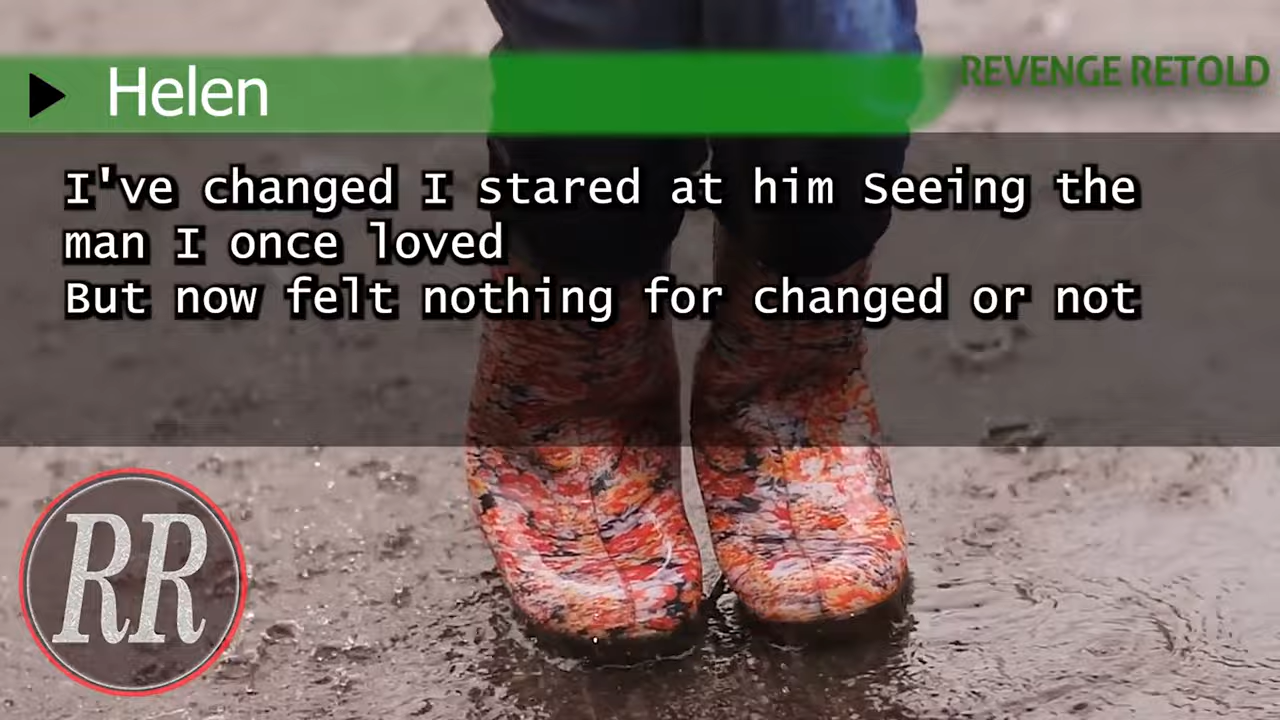 Helen
REVENGE RETOLD
I've changed I stared at him Seeing the
man I once loved
But now felt nothing for changed or not
RR